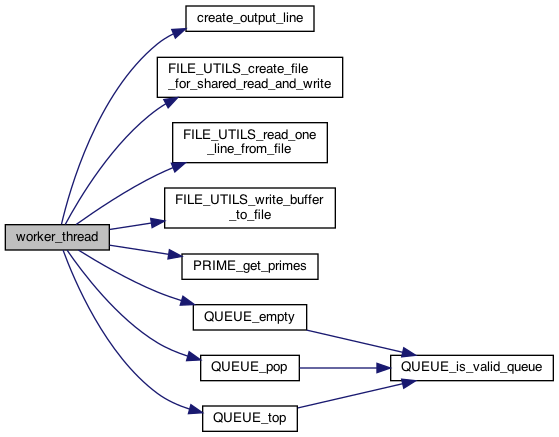 create_output_line
FILE_UTILS_create_file
_for_shared_read_and_write
FILE_UTILS_read_one
_line_from_file
FILE_UTILS_write_buffer
_to_file
worker_thread
PRIME_get_primes
QUEUE_empty
QUEUE_pop
QUEUE_is_valid_queue
QUEUE_top